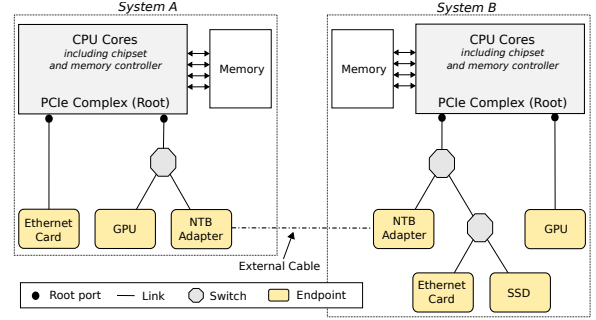 System A
CPU Cores
including chipset
and memory controller
PCIe Complex (Root)
Memory
Ethernet
Card
GPU
NTB
Adapter
System B
Memory
CPU Cores
including chipset
and memory controller
PCIe Complex (Root)
NTB
Adapter
GPU
Ethernet
Card
SSD
External Cable
Root port
Link
Switch
Endpoint